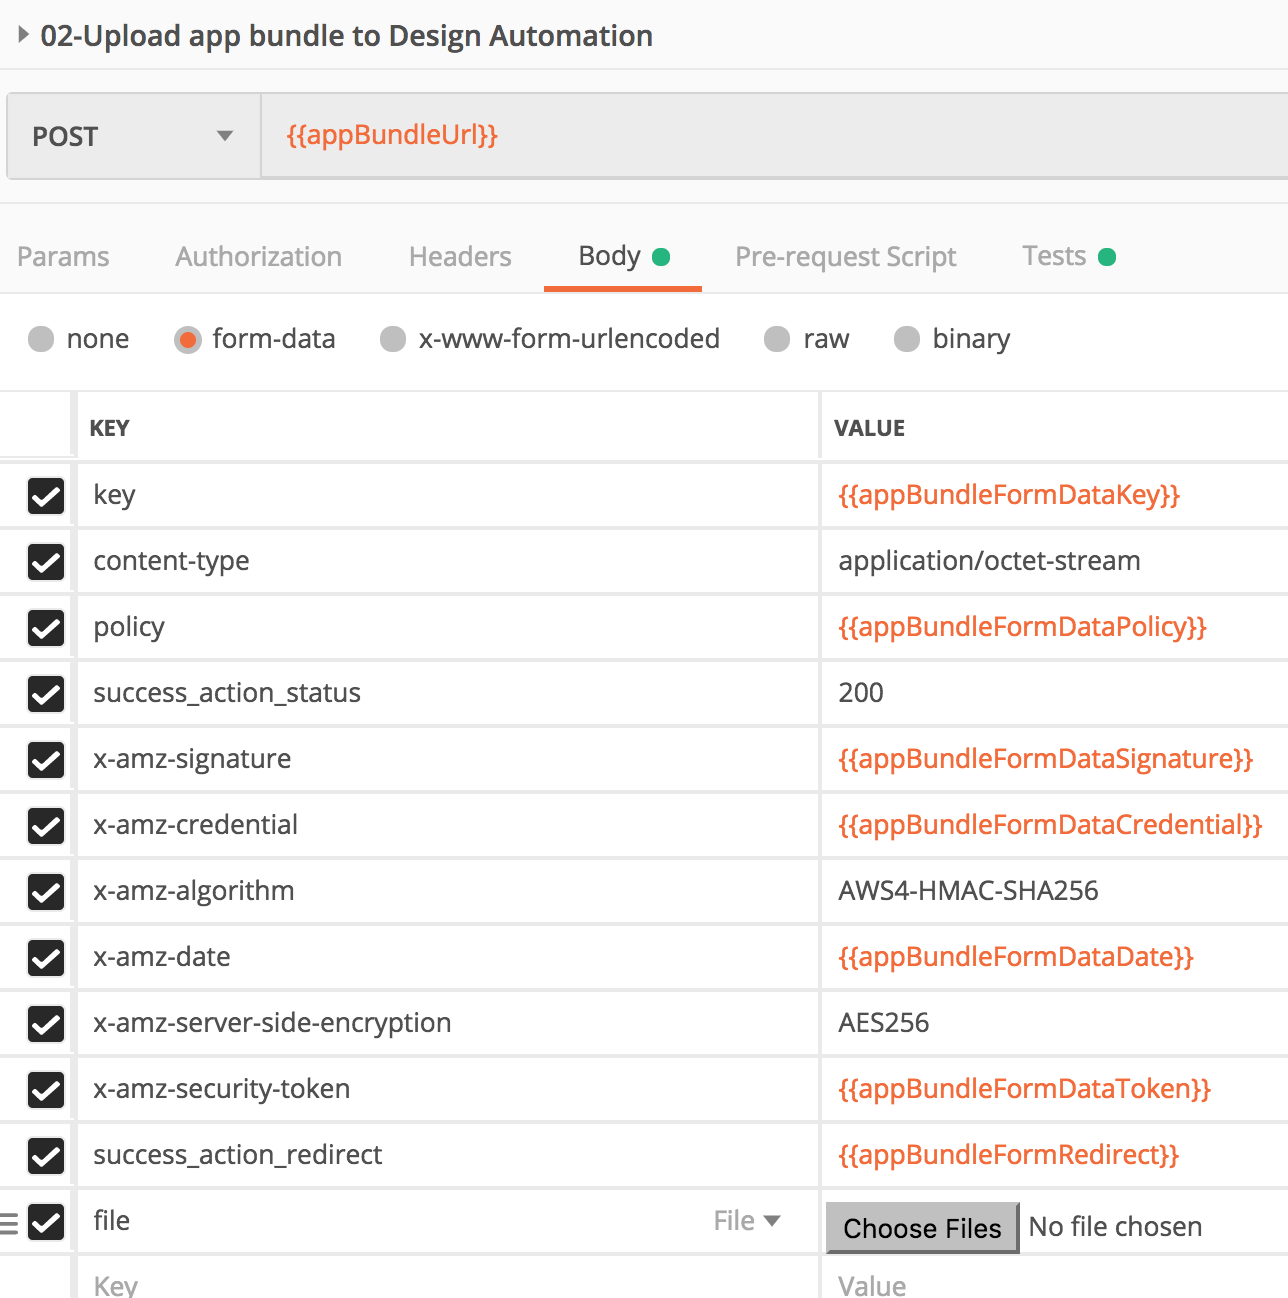 02-Upload app bundle to Design Automation
POST {{appBundleUrl}}
Params Authorization Headers Body Pre-request Script Tests
none form-data x-www-form-urlencoded raw binary
KEY VALUE
key {{appBundleFormDataKey}}
content-type application/octet-stream
policy {{appBundleFormDataPolicy}}
success_action_status 200
x-amz-signature {{appBundleFormDataSignature}}
x-amz-credential {{appBundleFormDataCredential}}
x-amz-algorithm AWS4-HMAC-SHA256
x-amz-date {{appBundleFormDataDate}}
x-amz-server-side-encryption AES256
x-amz-security-token {{appBundleFormDataToken}}
success_action_redirect {{appBundleFormRedirect}}
file File Choose Files No file chosen
Key Value